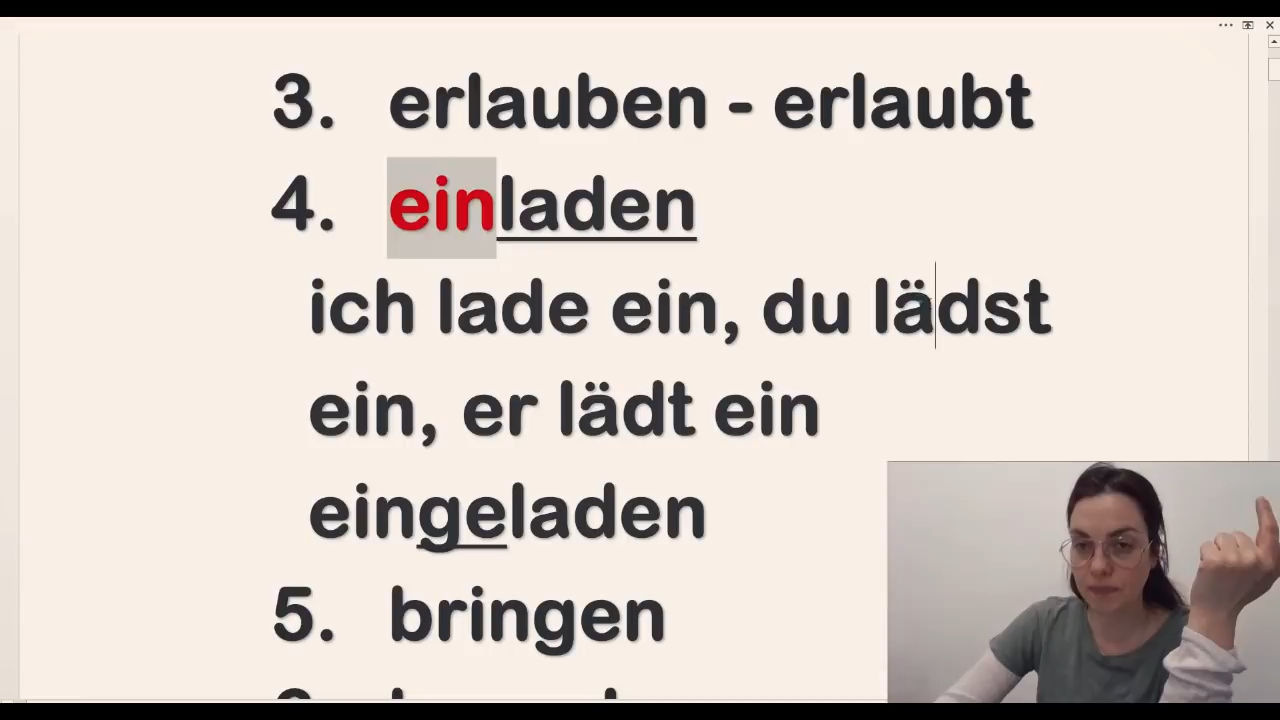 3. erlauben - erlaubt
4. einladen
ich lade ein, du lädst
ein, er lädt ein
eingeladen
5. bringen